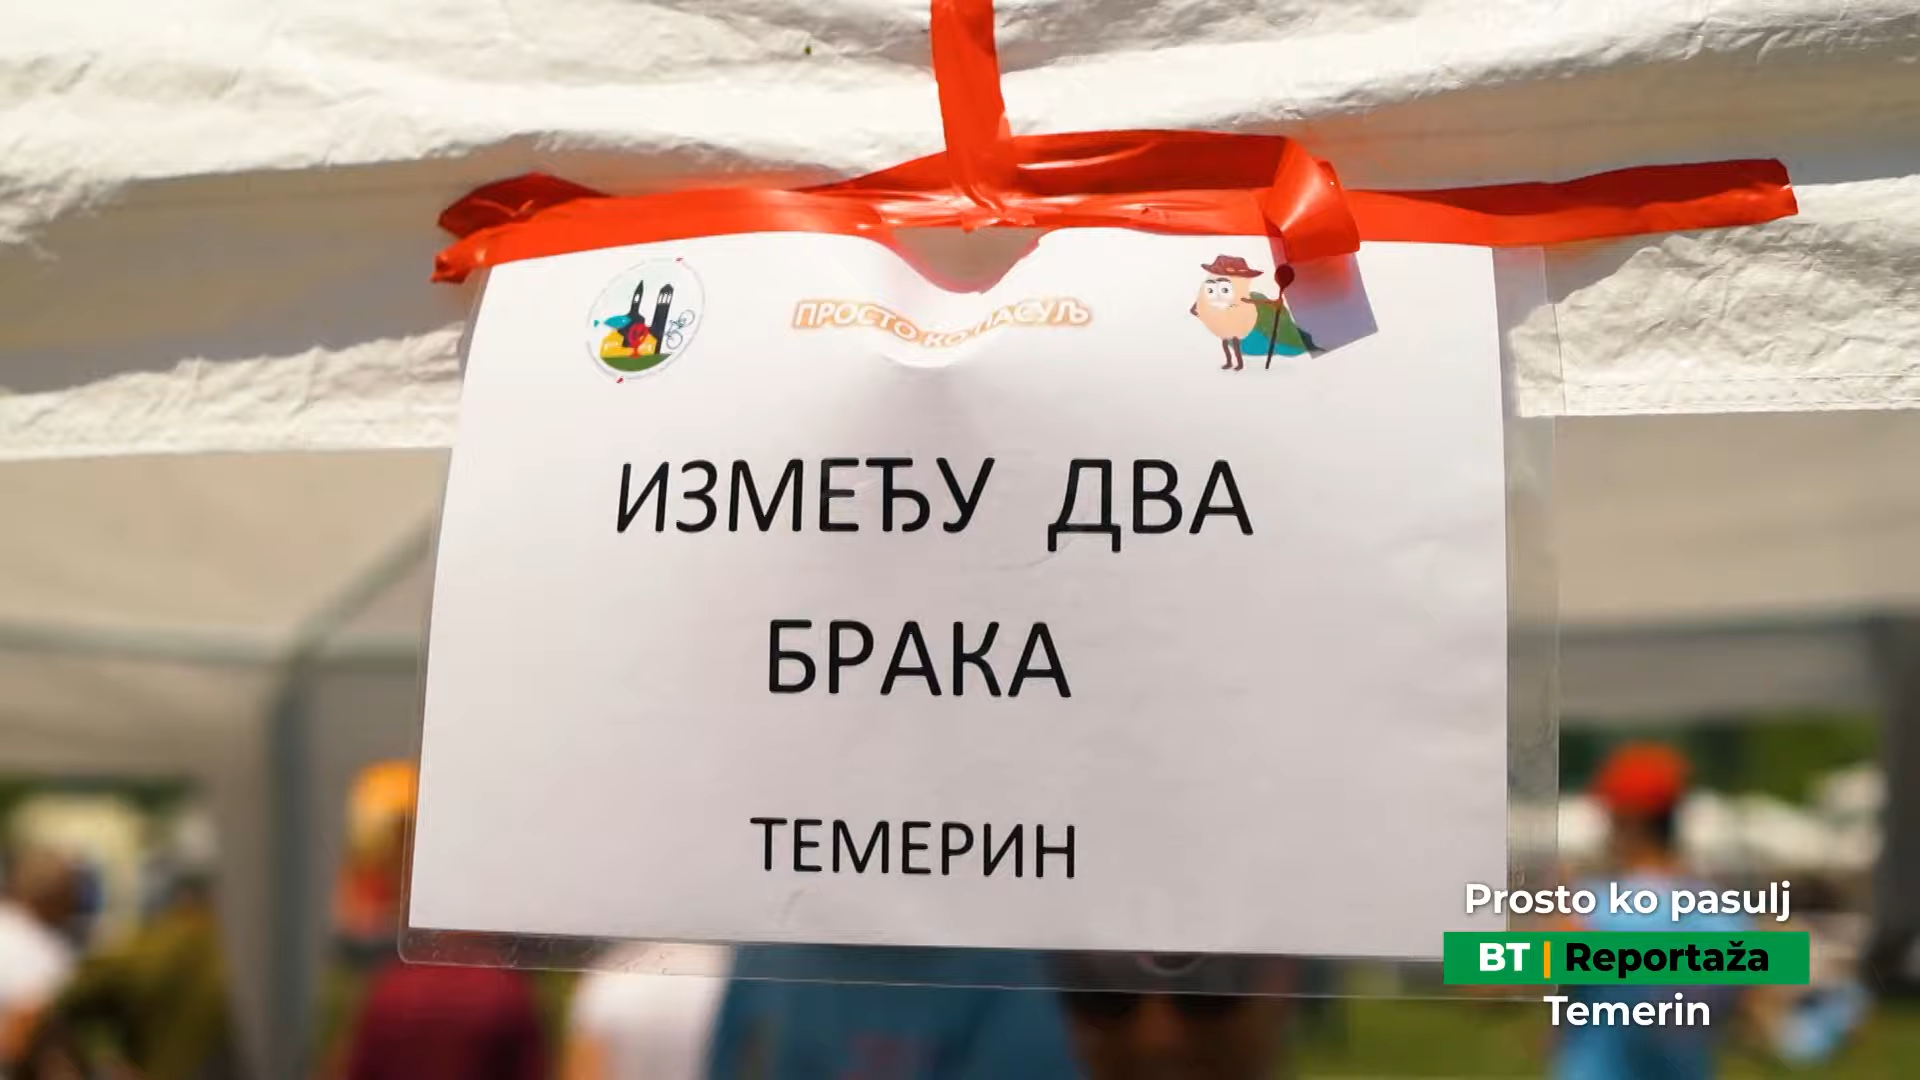 ПРОСТО КО ПАСУЉ
ИЗМЕЂУ ДВА
БРАКА
ТЕМЕРИН
Prosto ko pasulj
BT | Reportaža
Temerin